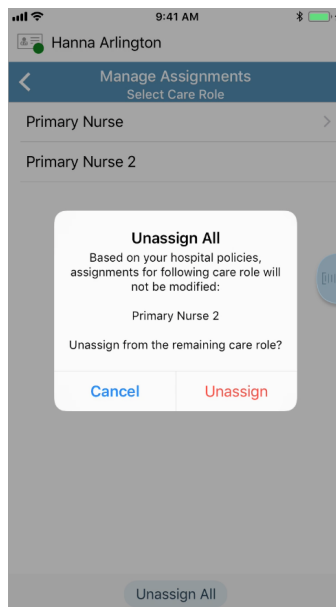 9:41 AM
Hanna Arlington
Manage Assignments
Select Care Role
Primary Nurse
Primary Nurse 2
Unassign All
Based on your hospital policies,
assignments for following care role will
not be modified:
Primary Nurse 2
Unassign from the remaining care role?
Cancel Unassign
Unassign All